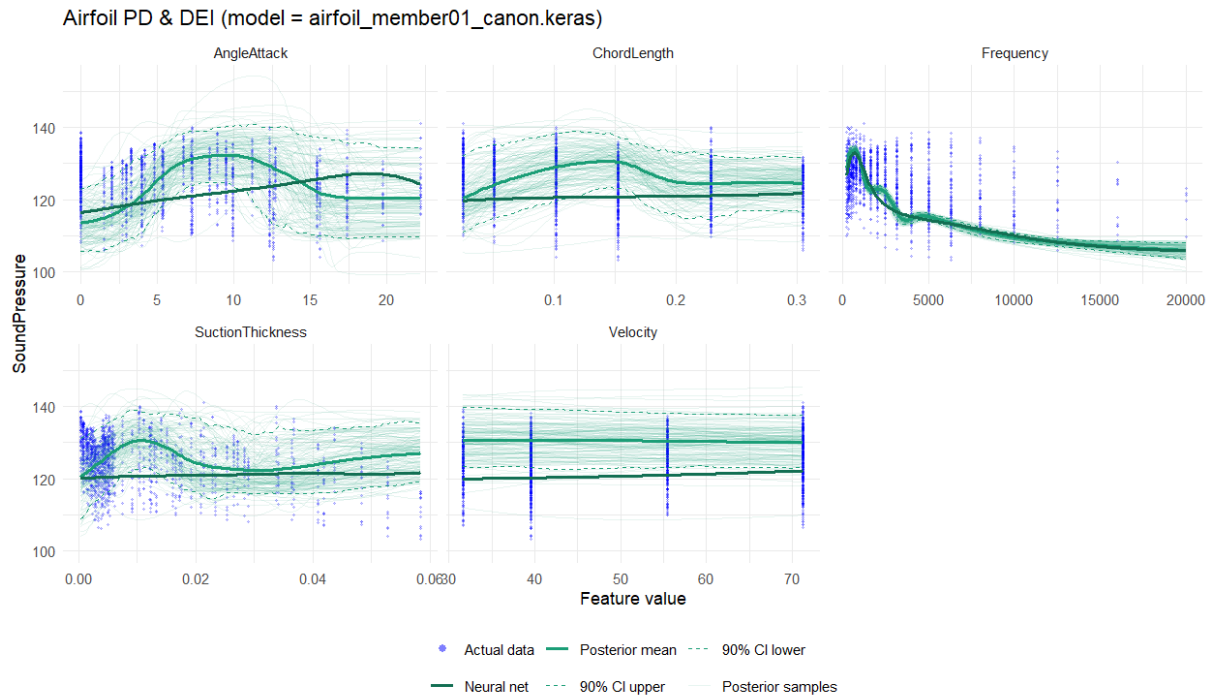 Airfoil PD & DEI (model = airfoil_member01_canon.keras)
AngleAttack
ChordLength
Frequency
140
120
100
0 5 10 15 20
0.1 0.2 0.3
0 5000 10000 15000 20000
SoundPressure
SuctionThickness
Velocity
140
120
100
0.00 0.02 0.04 0.06
30 40 50 60 70
Feature value
Actual data Posterior mean 90% CI lower
Neural net 90% CI upper Posterior samples